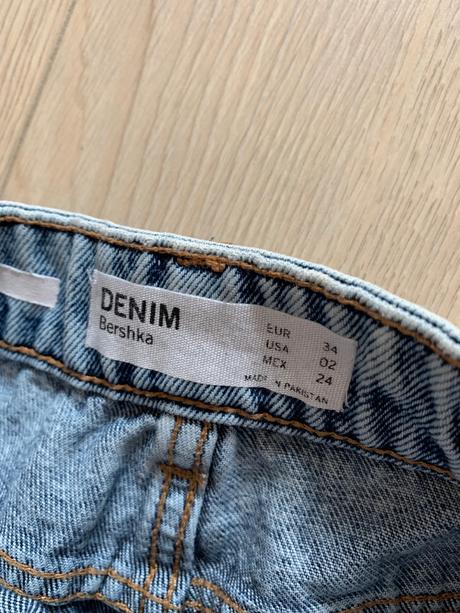 DENIM
Bershka
EUR 34
USA 02
MEX 24
MADE IN PAKISTAN